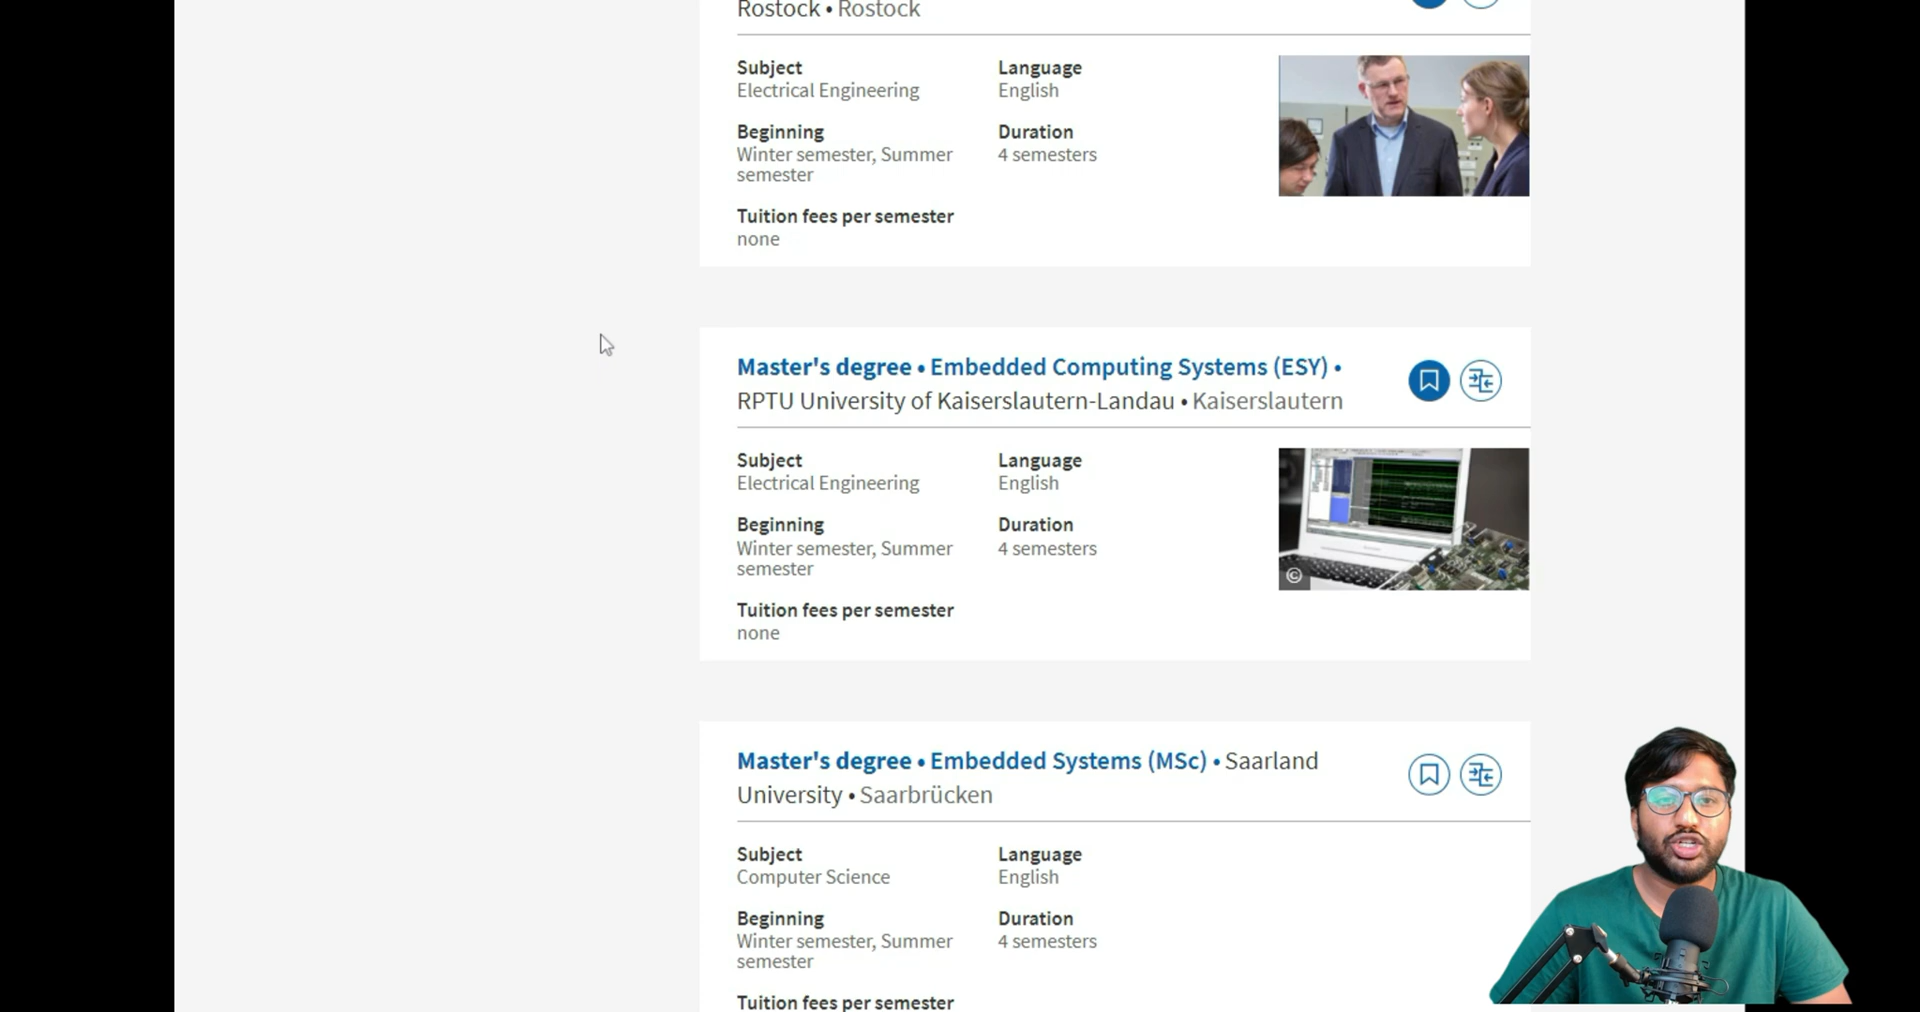 Rostock • Rostock
Subject
Electrical Engineering
Language
English
Beginning
Winter semester, Summer
semester
Duration
4 semesters
Tuition fees per semester
none
Master's degree • Embedded Computing Systems (ESY) •
RPTU University of Kaiserslautern-Landau • Kaiserslautern
Subject
Electrical Engineering
Language
English
Beginning
Winter semester, Summer
semester
Duration
4 semesters
Tuition fees per semester
none
©
Master's degree • Embedded Systems (MSc) • Saarland
University • Saarbrücken
Subject
Computer Science
Language
English
Beginning
Winter semester, Summer
semester
Duration
4 semesters
Tuition fees per semester